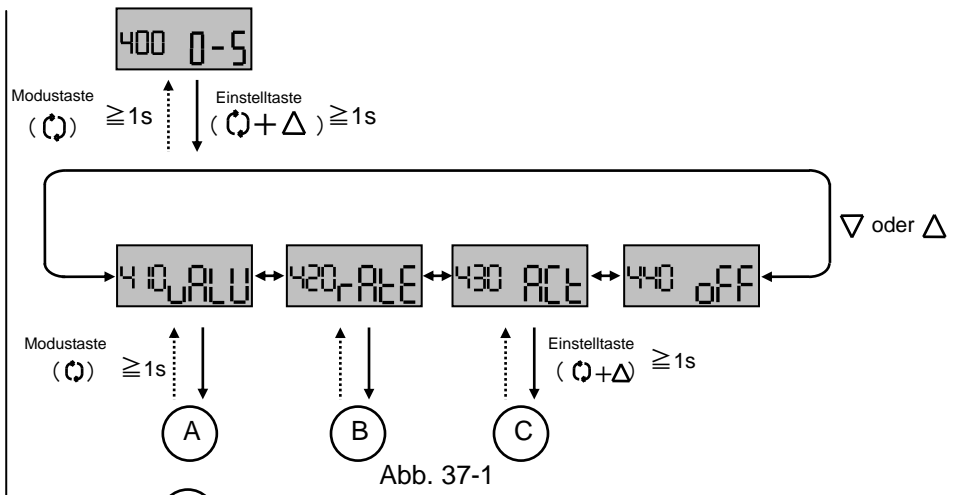 400 0-5
Modustaste
(⟳) ≧1s
Einstelltaste
(⟳+△) ≧1s
▽ oder △
410 vALU
420 rAtE
430 ACt
440 oFF
Modustaste
(⟳) ≧1s
Einstelltaste
(⟳+△) ≧1s
A
B
C
Abb. 37-1